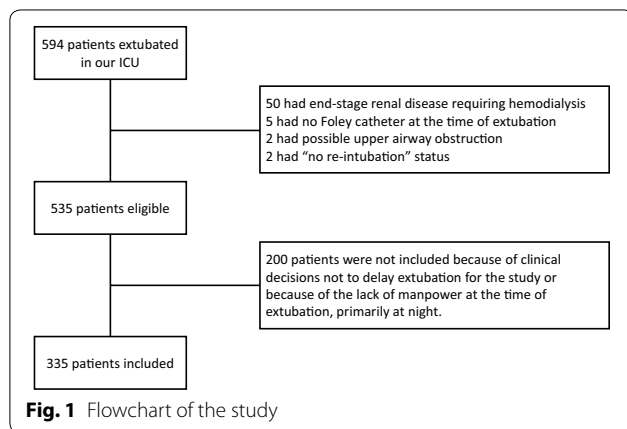 594 patients extubated
in our ICU
50 had end-stage renal disease requiring hemodialysis
5 had no Foley catheter at the time of extubation
2 had possible upper airway obstruction
2 had “no re-intubation” status
535 patients eligible
200 patients were not included because of clinical
decisions not to delay extubation for the study or
because of the lack of manpower at the time of
extubation, primarily at night.
335 patients included
Fig. 1 Flowchart of the study